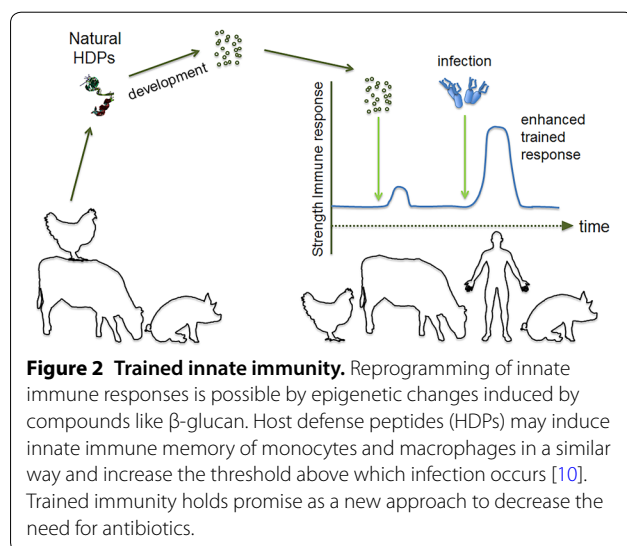 Natural
HDPs
development
infection
enhanced
trained
response
Strength Immune response
time
Figure 2 Trained innate immunity. Reprogramming of innate
immune responses is possible by epigenetic changes induced by
compounds like β-glucan. Host defense peptides (HDPs) may induce
innate immune memory of monocytes and macrophages in a similar
way and increase the threshold above which infection occurs [10].
Trained immunity holds promise as a new approach to decrease the
need for antibiotics.